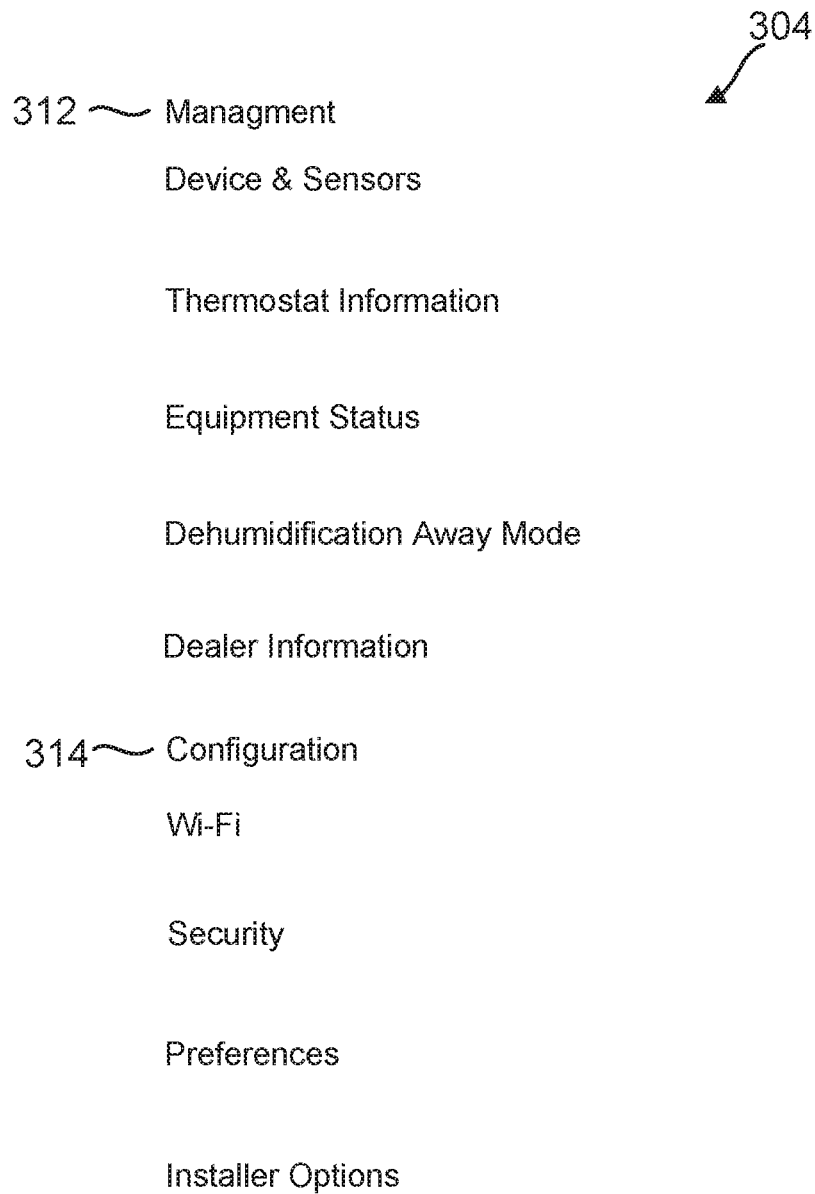 304
312 Managment
Device & Sensors
Thermostat Information
Equipment Status
Dehumidification Away Mode
Dealer Information
314 Configuration
Wi-Fi
Security
Preferences
Installer Options